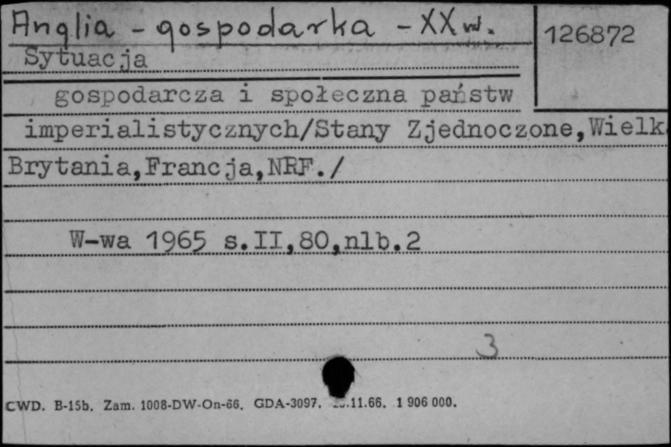 Anglia - gospodarka - XX w.
126872
Sytuacja
gospodarcza i społeczna państw
imperialistycznych/Stany Zjednoczone,Wielk.
Brytania,Francja,NRF./
W-wa 1965 s.II,80,nlb.2
3
CWD. B-15b. Zam. 1008-DW-On-66. GDA-3097. .11.66. 1 906 000.